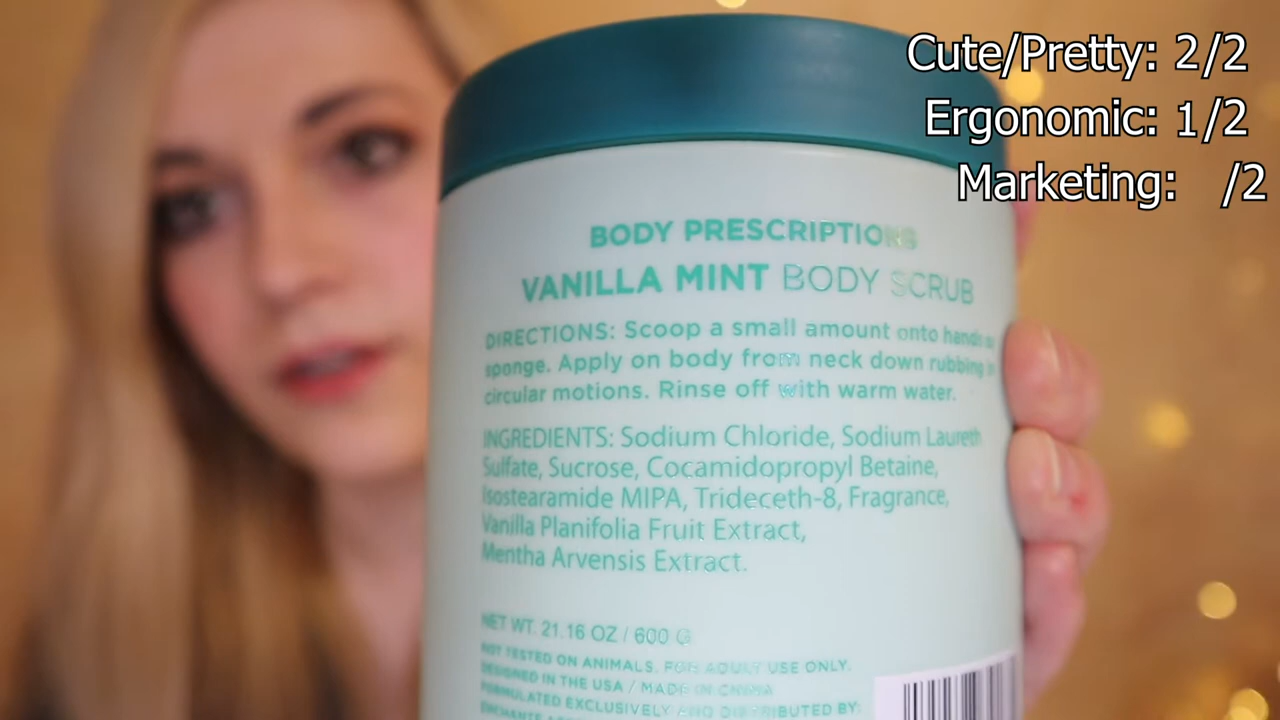 Cute/Pretty: 2/2
Ergonomic: 1/2
Marketing: /2
BODY PRESCRIPTIONS
VANILLA MINT BODY SCRUB
DIRECTIONS: Scoop a small amount onto hands
sponge. Apply on body from neck down rubbing
circular motions. Rinse off with warm water.
INGREDIENTS: Sodium Chloride, Sodium Laureth
Sulfate, Sucrose, Cocamidopropyl Betaine,
Isostearamide MIPA, Trideceth-8, Fragrance,
Vanilla Planifolia Fruit Extract,
Mentha Arvensis Extract.
NET WT. 21.16 OZ / 600 G
NOT TESTED ON ANIMALS. FOR ADULT USE ONLY.
DESIGNED IN THE USA / MADE IN CHINA
FORMULATED EXCLUSIVELY AND DISTRIBUTED BY: